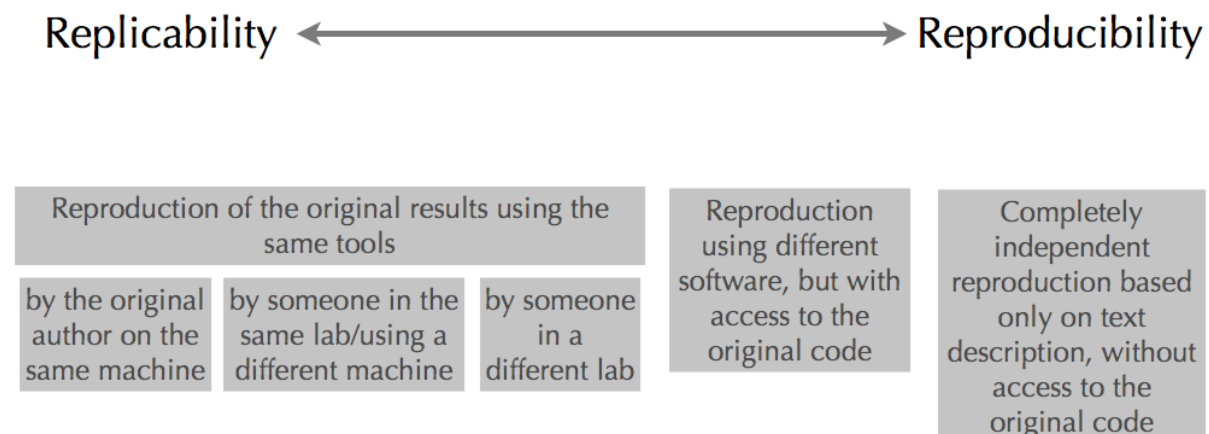 Replicability
Reproducibility
Reproduction of the original results using the
same tools
by the original
author on the
same machine
by someone in the
same lab/using a
different machine
by someone
in a
different lab
Reproduction
using different
software, but with
access to the
original code
Completely
independent
reproduction based
only on text
description, without
access to the
original code